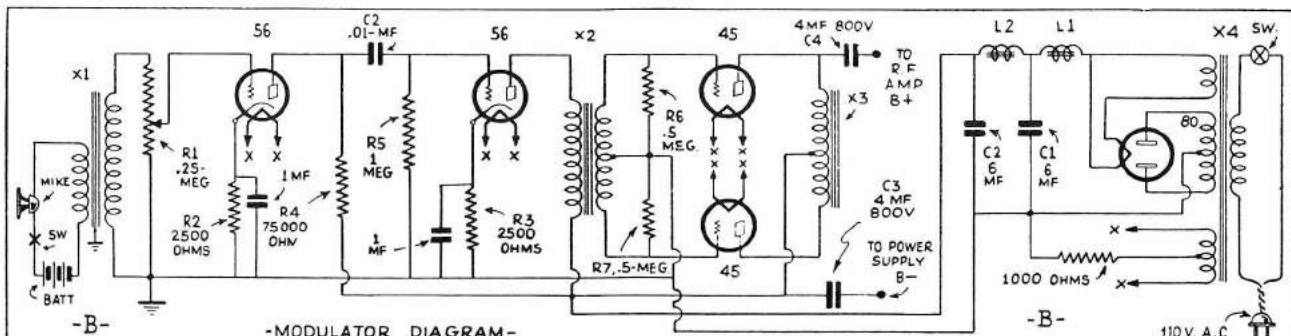 56
C2
.01-MF
56
X2
45
4MF 800V
C4
TO
R.F.
AMP
B+
L2
L1
X4
SW.
X1
R1
.25-
MEG
MIKE
SW
BATT
R2
2500
OHMS
1 MF
R4
75000
OHM
R5
1
MEG
1
MF
R3
2500
OHMS
R6
.5
MEG.
R7,.5-MEG.
X
X
X
X
X
X
X
X
45
X3
C3
4 MF
800V
TO POWER
SUPPLY
B-
C2
6
MF
C1
6
MF
80
X
X
1000 OHMS
110 V. A.C
-B-
-MODULATOR DIAGRAM-
-B-